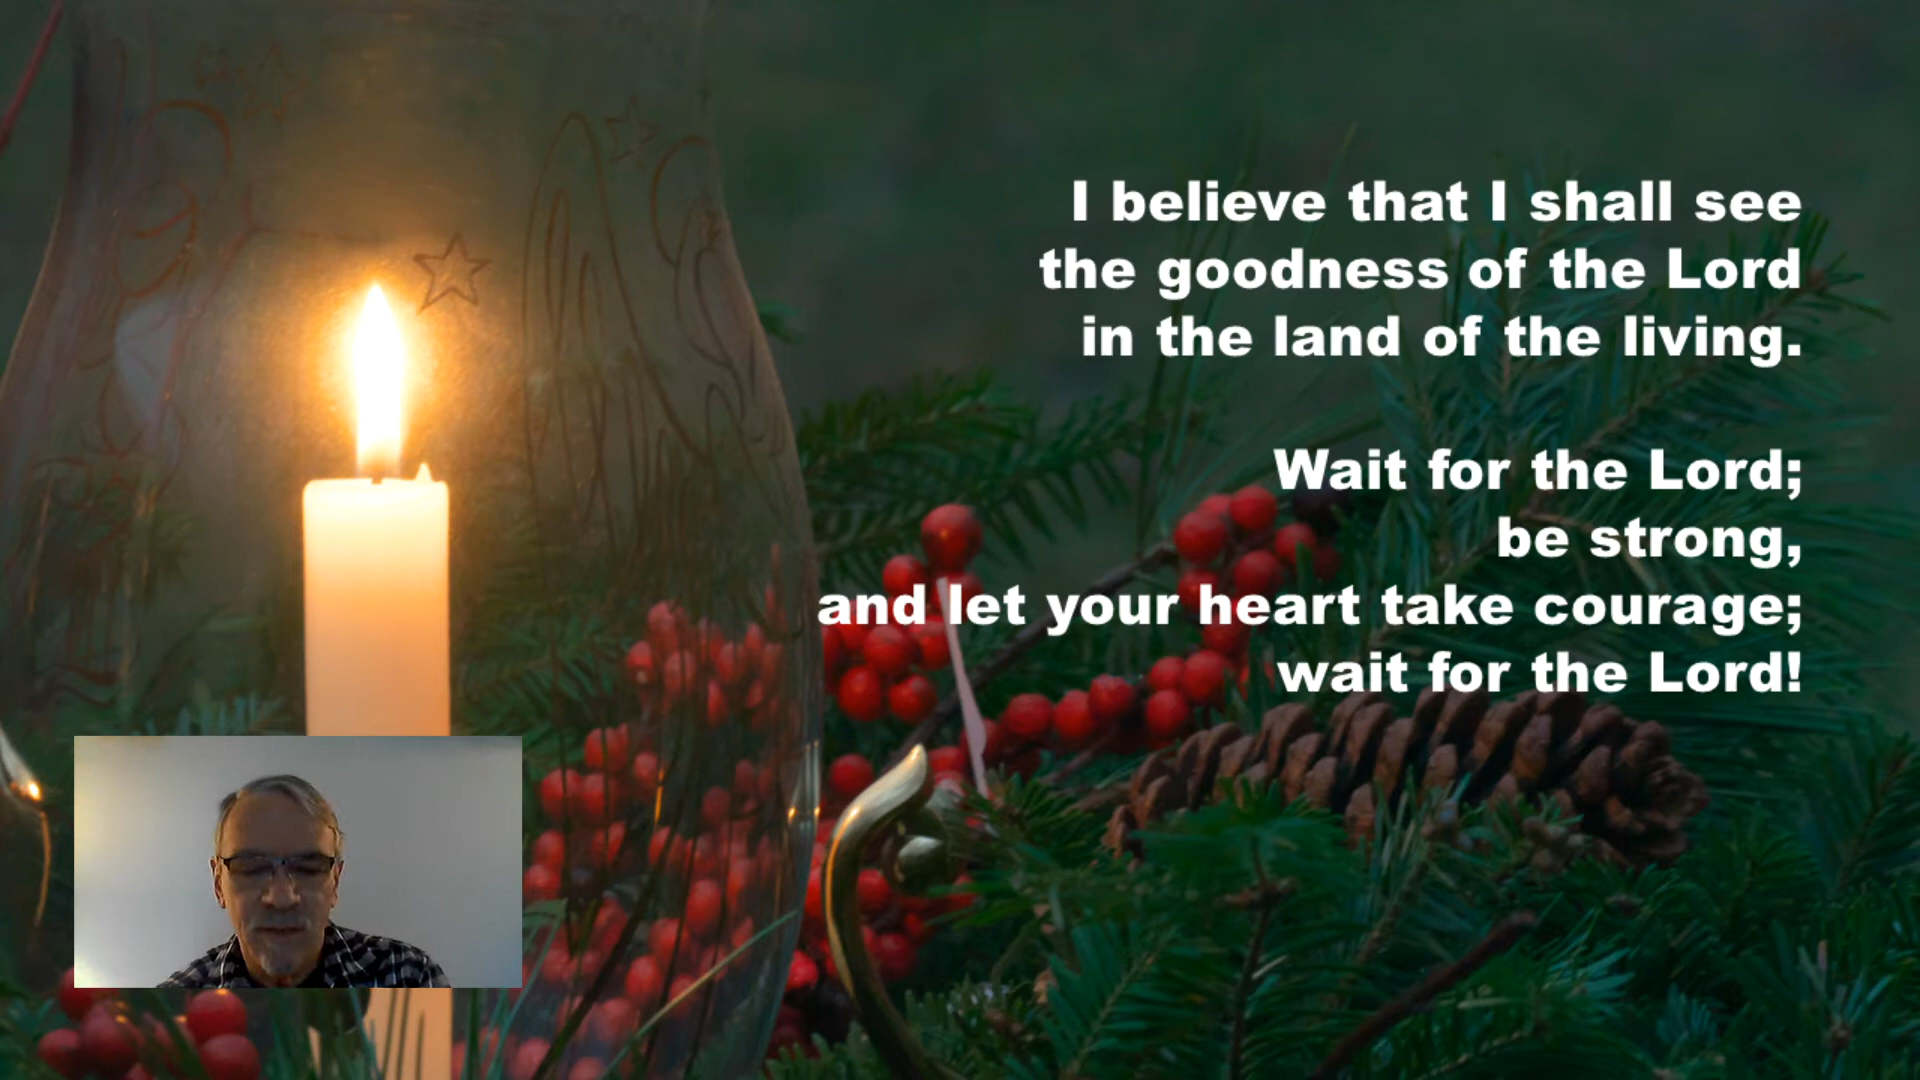 I believe that I shall see
the goodness of the Lord
in the land of the living.
Wait for the Lord;
be strong,
and let your heart take courage;
wait for the Lord!